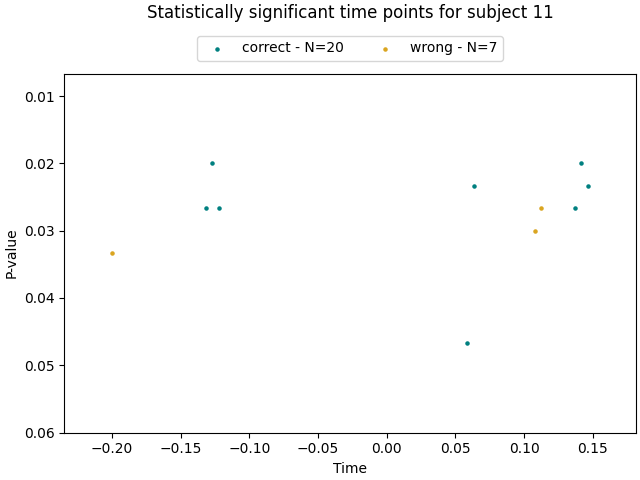 Statistically significant time points for subject 11
correct - N=20
wrong - N=7
0.01
0.02
0.03
0.04
0.05
0.06
P-value
−0.20
−0.15
−0.10
−0.05
0.00
0.05
0.10
0.15
Time